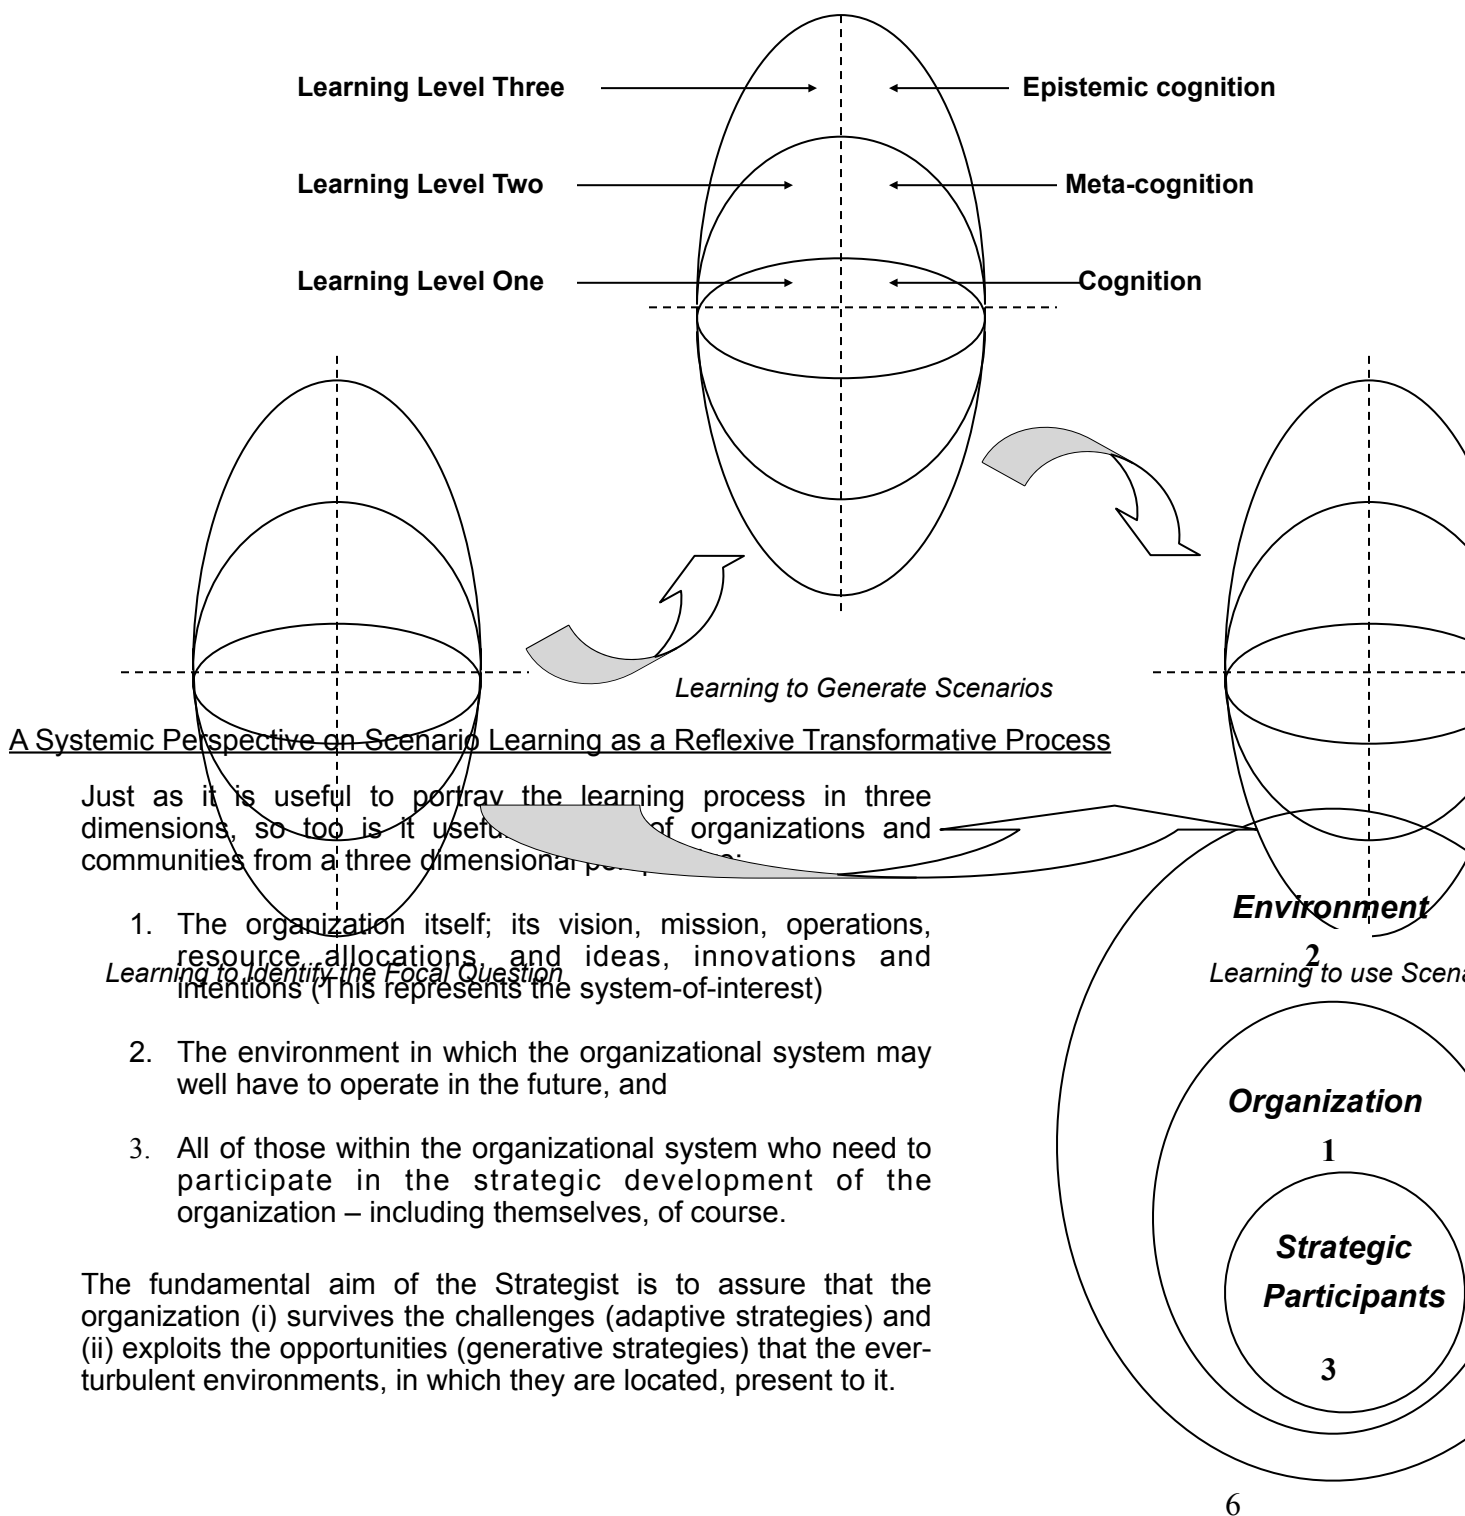 Learning Level Three
Epistemic cognition
Learning Level Two
Meta-cognition
Learning Level One
Cognition
Learning to Generate Scenarios
A Systemic Perspective on Scenario Learning as a Reflexive Transformative Process
Just as it is useful to portray the learning process in three
dimensions, so too is it of organizations and
communities from a three dimensional
1. The organization itself; its vision, mission, operations,
resource allocations, and ideas, innovations and
intentions (This represents the system-of-interest)
Learning to Identify the Focal Question
2. The environment in which the organizational system may
well have to operate in the future, and
3. All of those within the organizational system who need to
participate in the strategic development of the
organization – including themselves, of course.
The fundamental aim of the Strategist is to assure that the
organization (i) survives the challenges (adaptive strategies) and
(ii) exploits the opportunities (generative strategies) that the ever-
turbulent environments, in which they are located, present to it.
Environment
2
Learning to use
Organization
1
Strategic
Participants
3
6